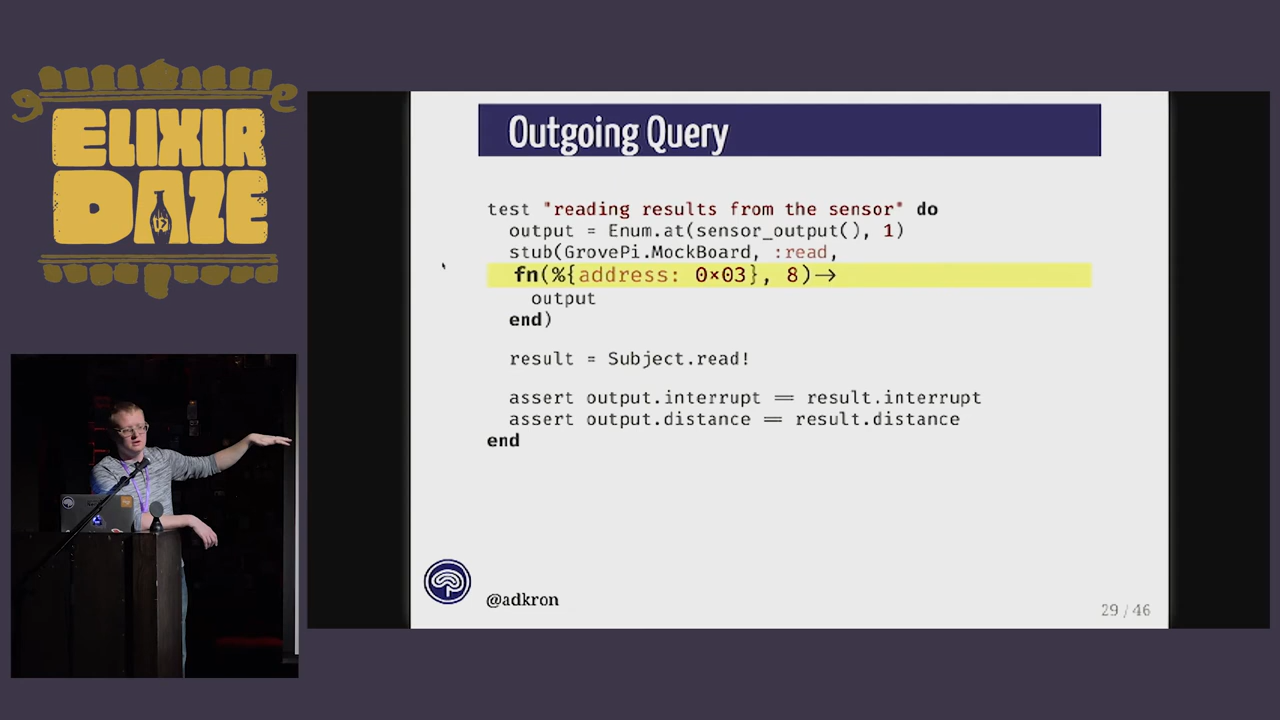 ELIXIR
DAZE
Outgoing Query
test "reading results from the sensor" do
output = Enum.at(sensor_output(), 1)
stub(GrovePi.MockBoard, :read,
fn(%{address: 0×03}, 8)→
output
end)
result = Subject.read!
assert output.interrupt == result.interrupt
assert output.distance == result.distance
end
@adkron
29 / 46